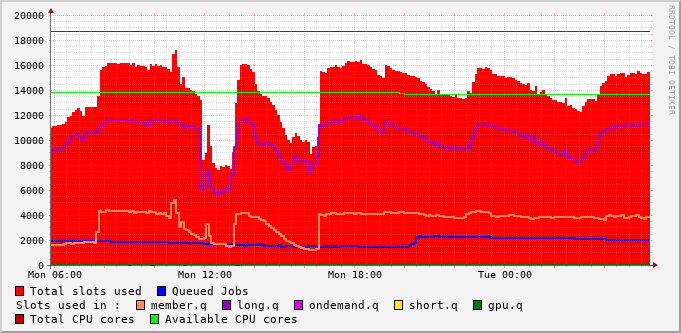 20000
18000
16000
14000
12000
10000
8000
6000
4000
2000
0
Mon 06:00 Mon 12:00 Mon 18:00 Tue 00:00
Total slots used Queued Jobs
Slots used in : member.q long.q ondemand.q short.q gpu.q
Total CPU cores Available CPU cores
RRDTOOL / TOBI OETIKER